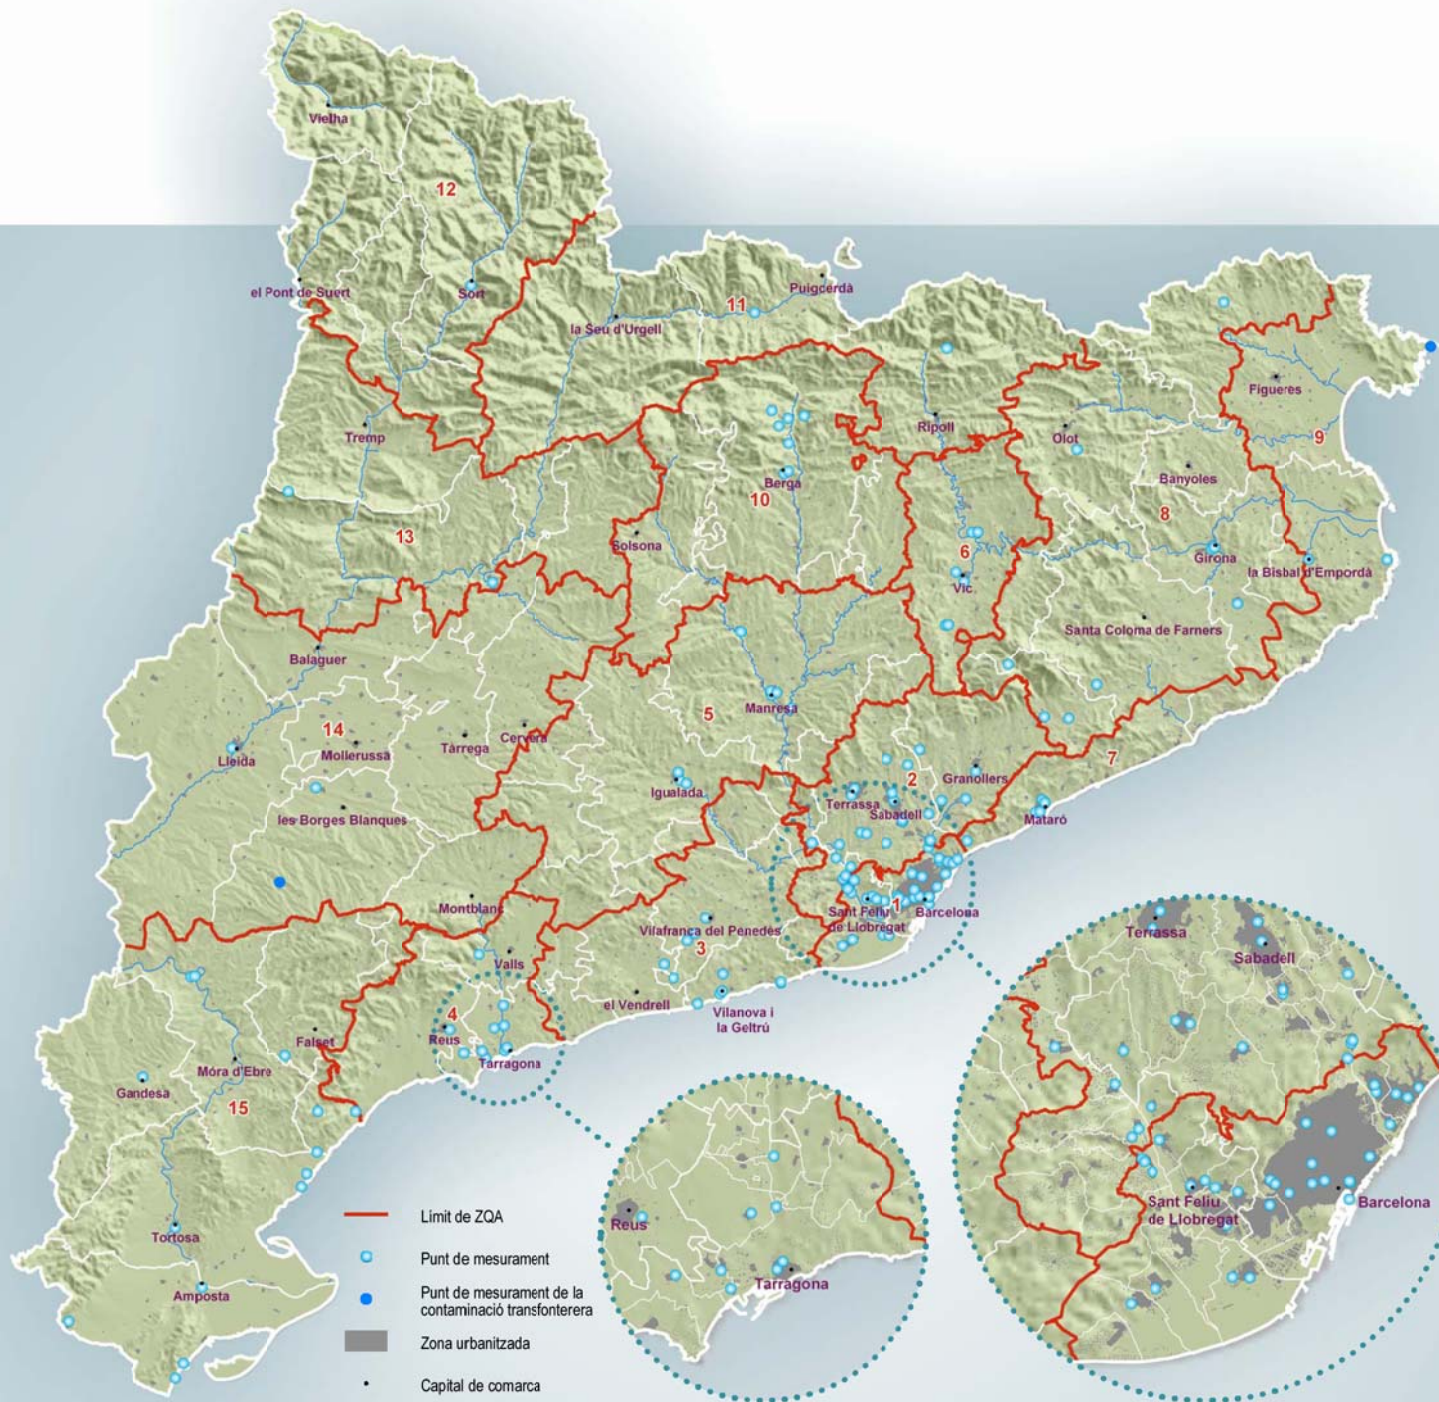 Vielha
12
el Pont de Suert
Sort
la Seu d'Urgell
11
Puigcerdà
Figueres
Tremp
Ripoll
Olot
9
Banyoles
Berga
10
8
13
Solsona
6
Girona
la Bisbal d'Empordà
Vic
Santa Coloma de Farners
Balaguer
5
Manresa
14
Mollerussa
Tàrrega
Cervera
Lleida
7
2
Granollers
Igualada
Terrassa
Sabadell
Mataró
les Borges Blanques
Montblanc
1
Sant Feliu
de Llobregat
Barcelona
Vilafranca del Penedès
3
Valls
el Vendrell
Vilanova i
la Geltrú
4
Reus
Tarragona
Falset
Móra d'Ebre
Gandesa
15
Tortosa
Amposta
Terrassa
Sabadell
Sant Feliu
de Llobregat
Barcelona
Reus
Tarragona
Limit de ZQA
Punt de mesurament
Punt de mesurament de la
contaminació transfonterera
Zona urbanitzada
Capital de comarca